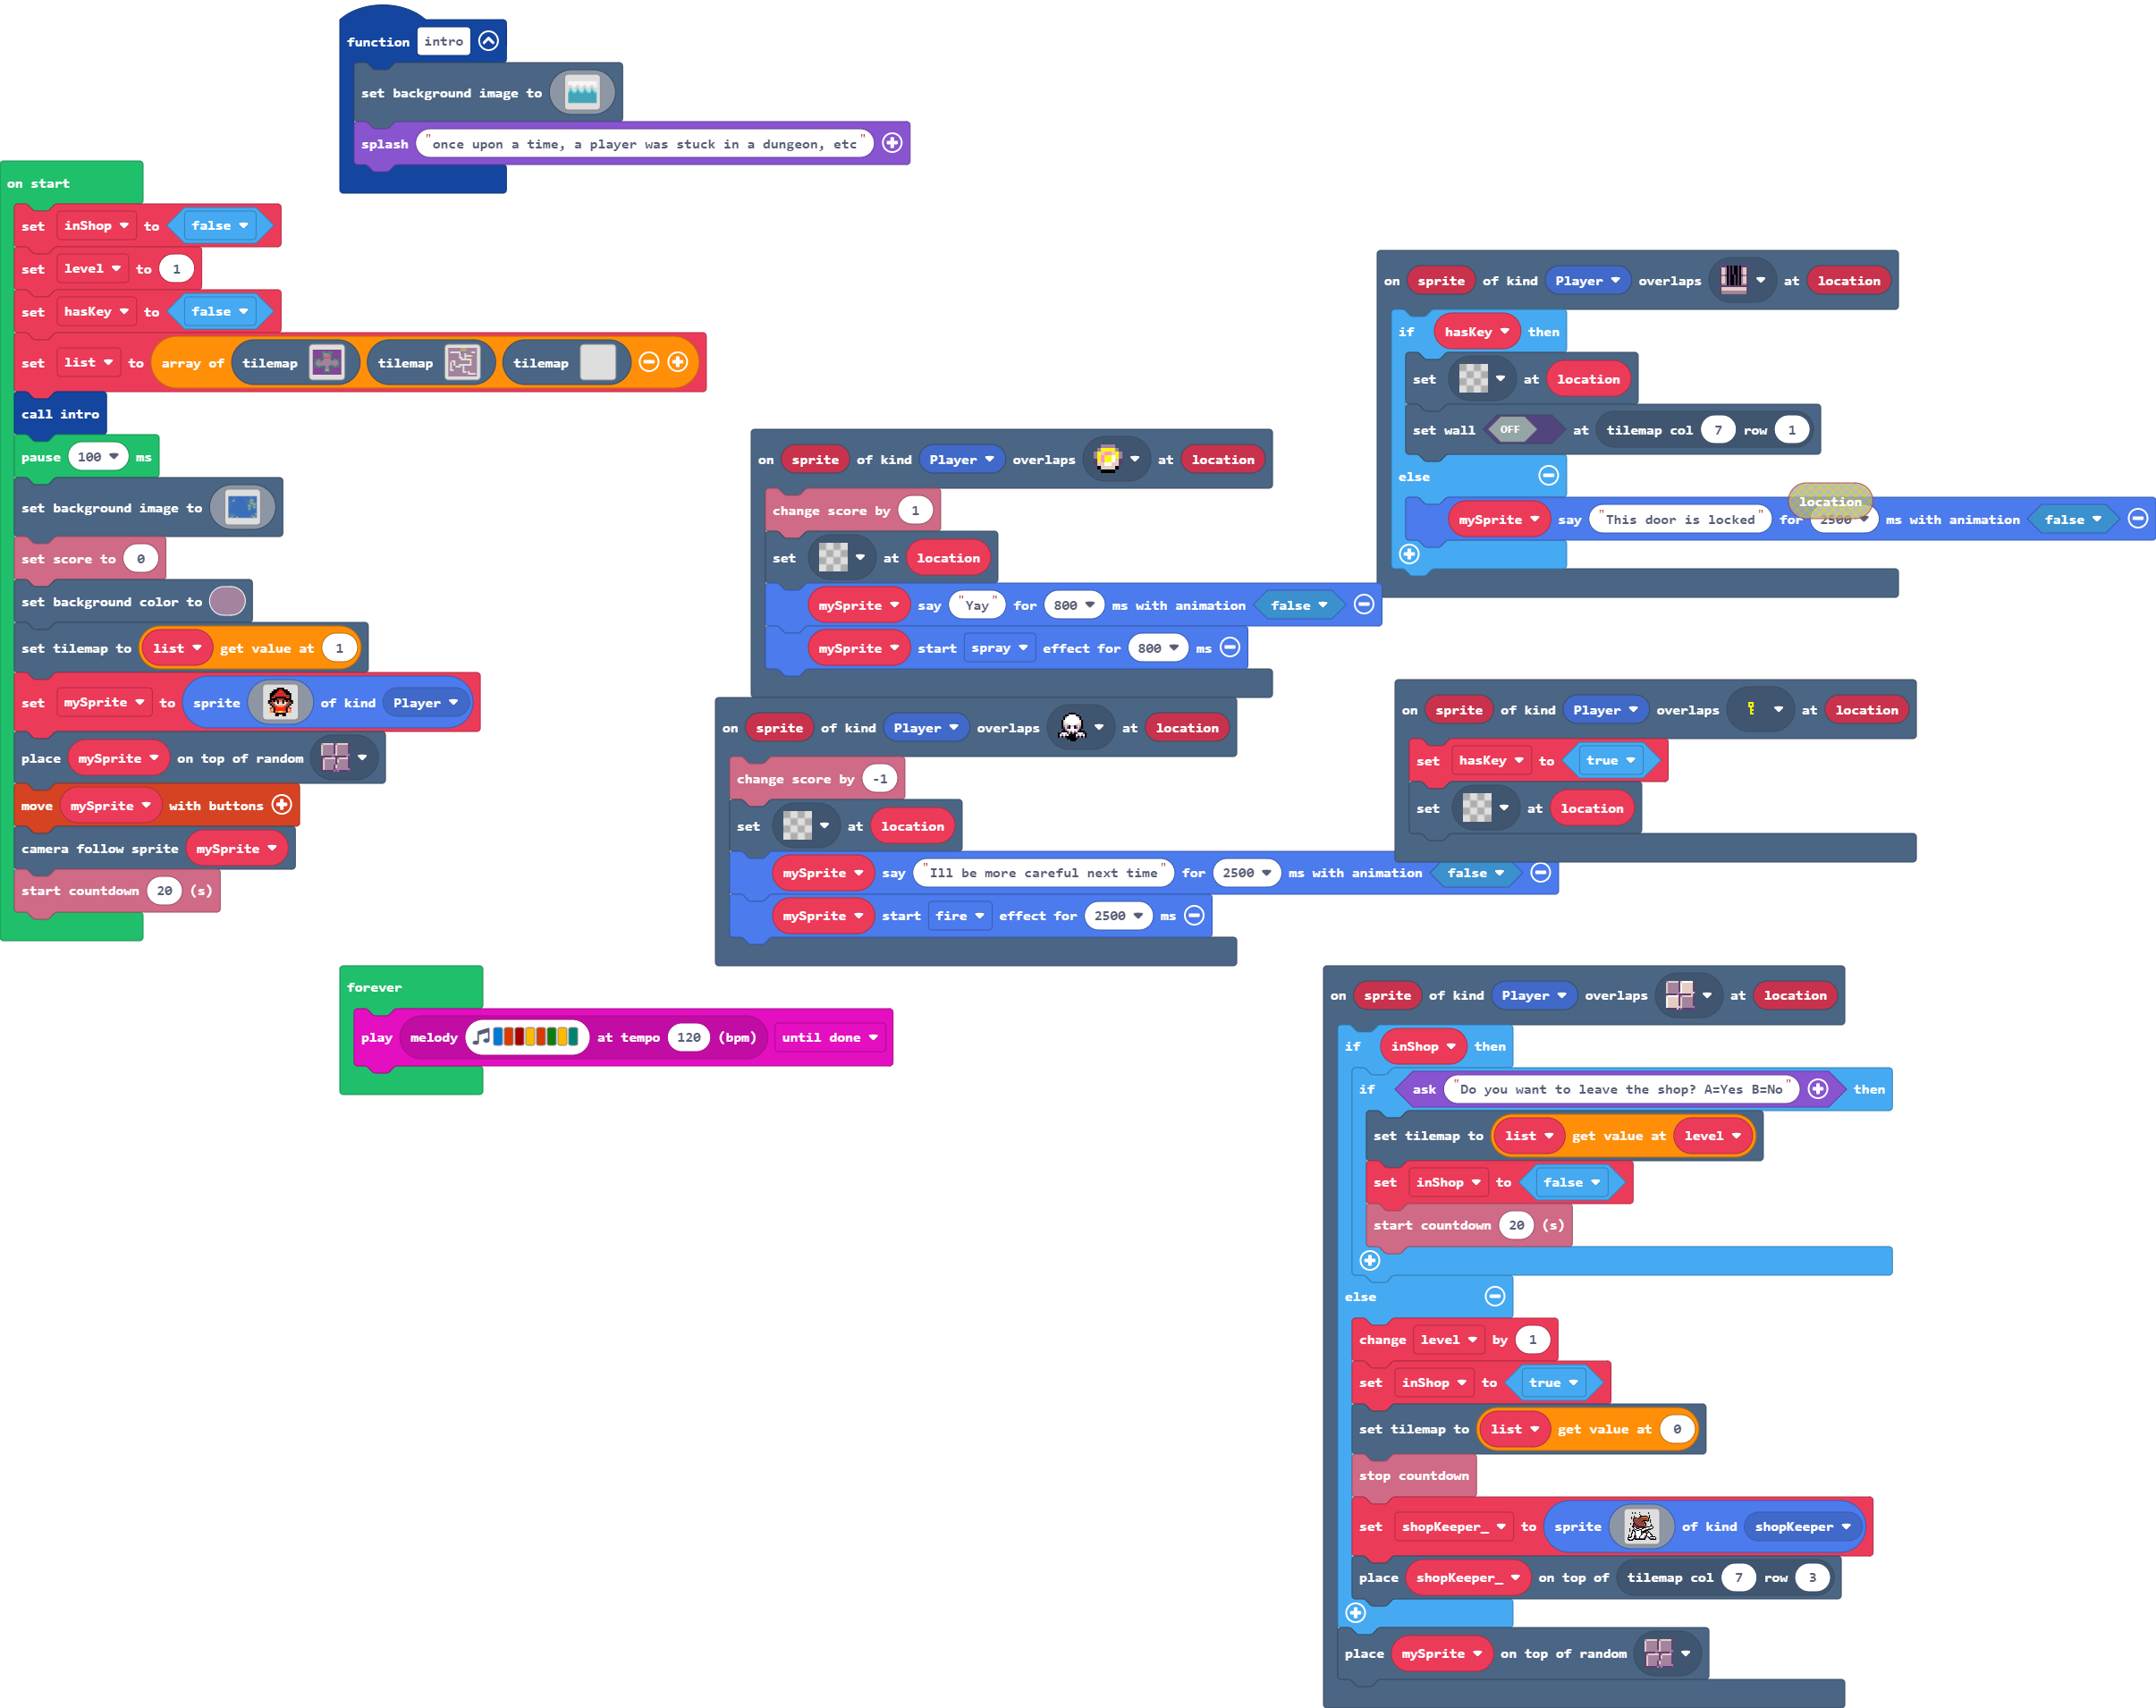 function intro
set background image to
splash "once upon a time, a player was stuck in a dungeon, etc"
on start
set inShop to false
set level to 1
set hasKey to false
set list to array of tilemap tilemap tilemap
call intro
pause 100 ms
set background image to
set score to 0
set background color to
set tilemap to list get value at 1
set mySprite to sprite of kind Player
place mySprite on top of random
move mySprite with buttons
camera follow sprite mySprite
start countdown 20 (s)
forever
play melody at tempo 120 (bpm) until done
on sprite of kind Player overlaps at location
change score by 1
set at location
mySprite say "Yay" for 800 ms with animation false
mySprite start spray effect for 800 ms
on sprite of kind Player overlaps at location
change score by -1
set at location
mySprite say "Ill be more careful next time" for 2500 ms with animation false
mySprite start fire effect for 2500 ms
on sprite of kind Player overlaps at location
if hasKey then
set at location
set wall OFF at tilemap col 7 row 1
else
location
mySprite say "This door is locked" for 2500 ms with animation false
on sprite of kind Player overlaps at location
set hasKey to true
set at location
on sprite of kind Player overlaps at location
if inShop then
if ask "Do you want to leave the shop? A=Yes B=No" then
set tilemap to list get value at level
set inShop to false
start countdown 20 (s)
else
change level by 1
set inShop to true
set tilemap to list get value at 0
stop countdown
set shopKeeper_ to sprite of kind shopKeeper
place shopKeeper_ on top of tilemap col 7 row 3
place mySprite on top of random